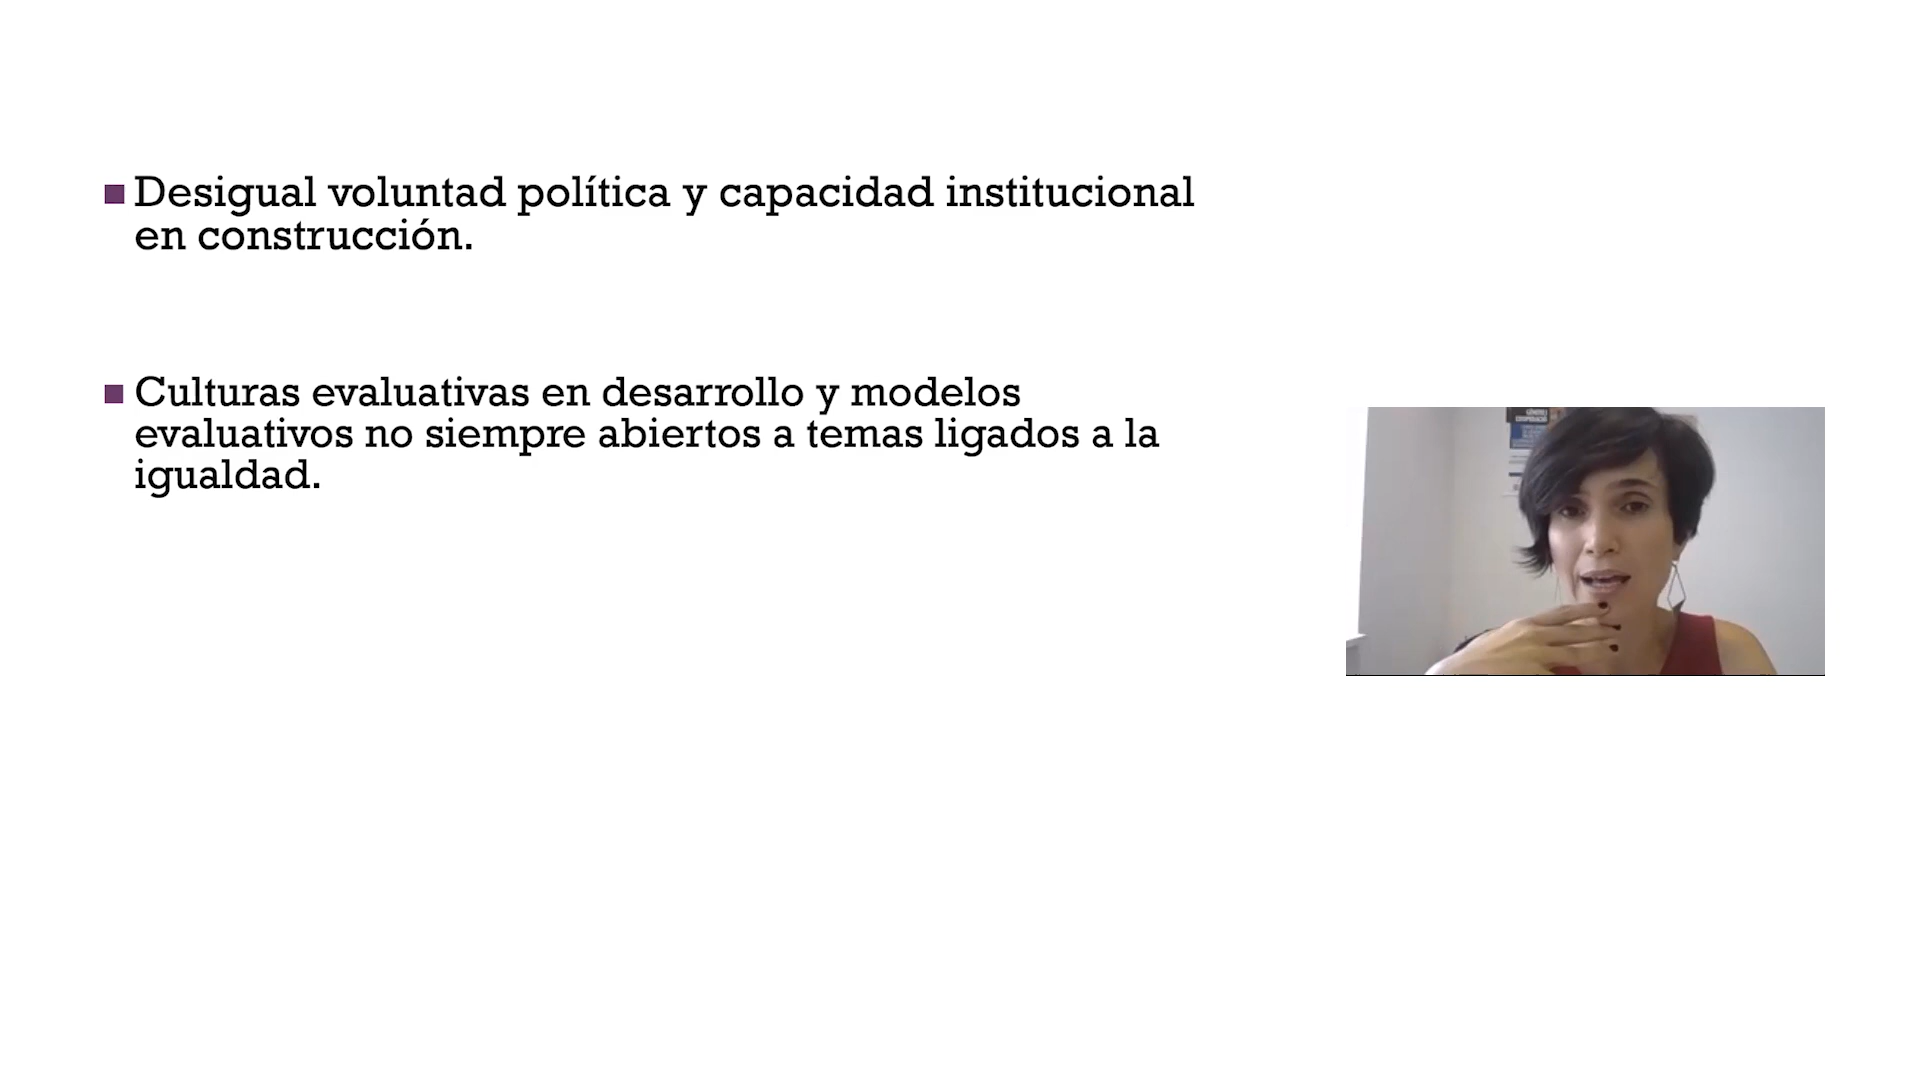 Desigual voluntad política y capacidad institucional
en construcción.
Culturas evaluativas en desarrollo y modelos
evaluativos no siempre abiertos a temas ligados a la
igualdad.